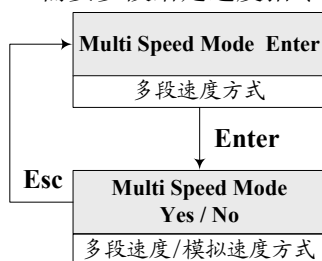 Multi Speed Mode Enter
多段速度方式
Enter
Esc
Multi Speed Mode
Yes / No
多段速度/模拟速度方式